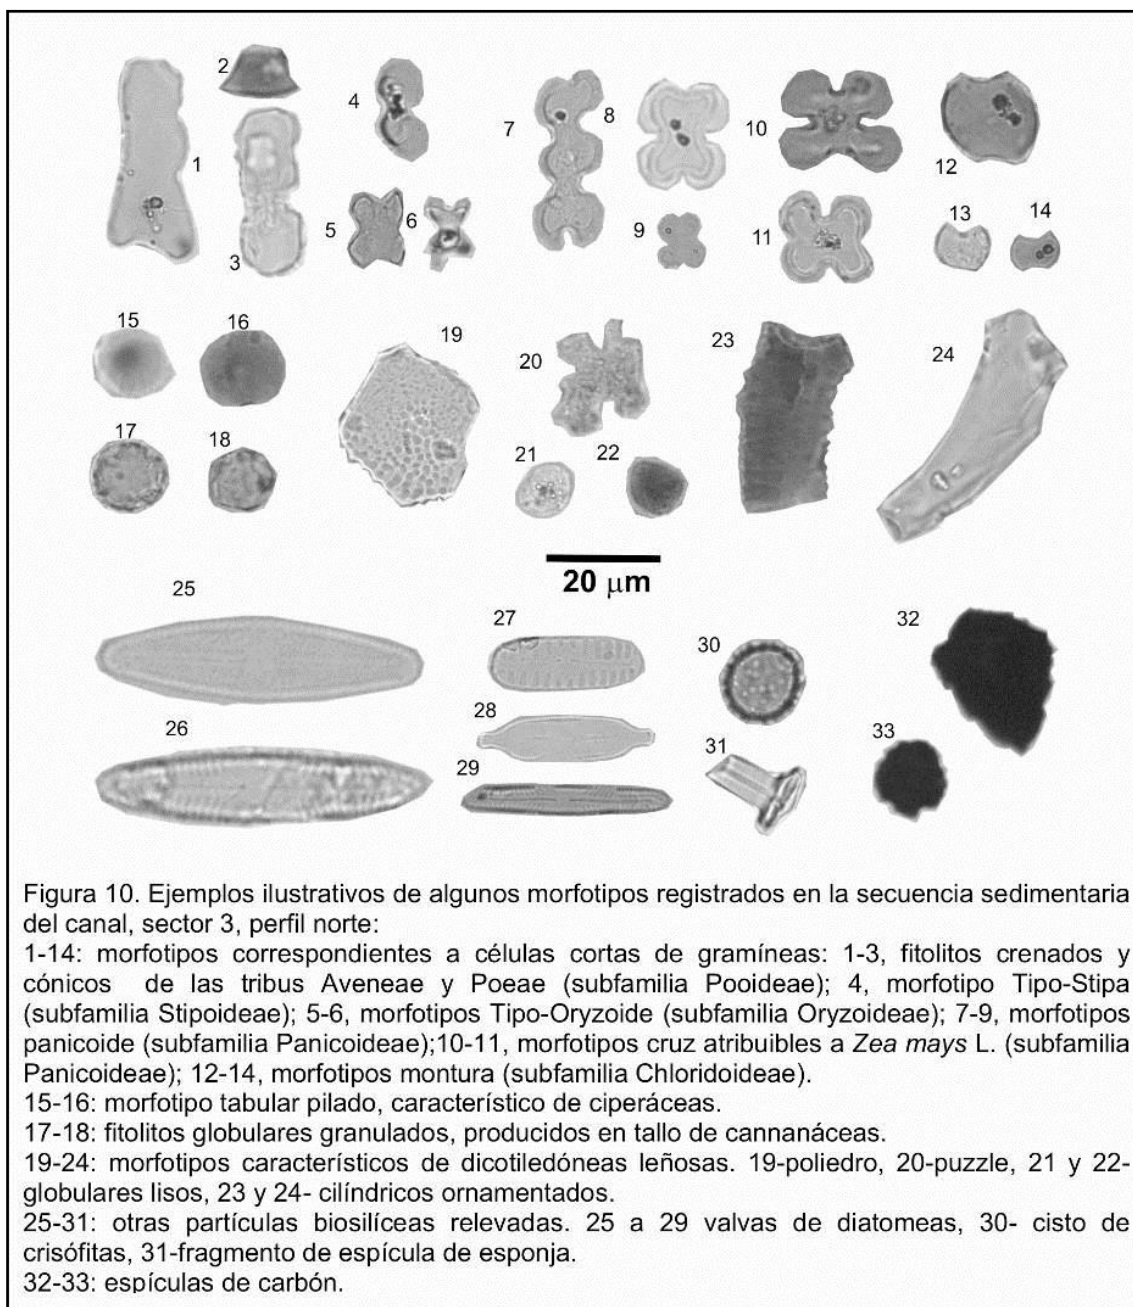 1
2
3
4
5
6
7
8
9
10
11
12
13
14
15
16
17
18
19
20
21
22
23
24
20 μm
25
26
27
28
29
30
31
32
33
Figura 10. Ejemplos ilustrativos de algunos morfotipos registrados en la secuencia sedimentaria
del canal, sector 3, perfil norte:
1-14: morfotipos correspondientes a células cortas de gramíneas: 1-3, fitolitos crenados y
cónicos de las tribus Aveneae y Poeae (subfamilia Pooideae); 4, morfotipo Tipo-Stipa
(subfamilia Stipoideae); 5-6, morfotipos Tipo-Oryzoide (subfamilia Oryzoideae); 7-9, morfotipos
panicoide (subfamilia Panicoideae);10-11, morfotipos cruz atribuibles a Zea mays L. (subfamilia
Panicoideae); 12-14, morfotipos montura (subfamilia Chloridoideae).
15-16: morfotipo tabular pilado, característico de ciperáceas.
17-18: fitolitos globulares granulados, producidos en tallo de cannanáceas.
19-24: morfotipos característicos de dicotiledóneas leñosas. 19-poliedro, 20-puzzle, 21 y 22-
globulares lisos, 23 y 24- cilíndricos ornamentados.
25-31: otras partículas biosilíceas relevadas. 25 a 29 valvas de diatomeas, 30- cisto de
crisófitas, 31-fragmento de espícula de esponja.
32-33: espículas de carbón.